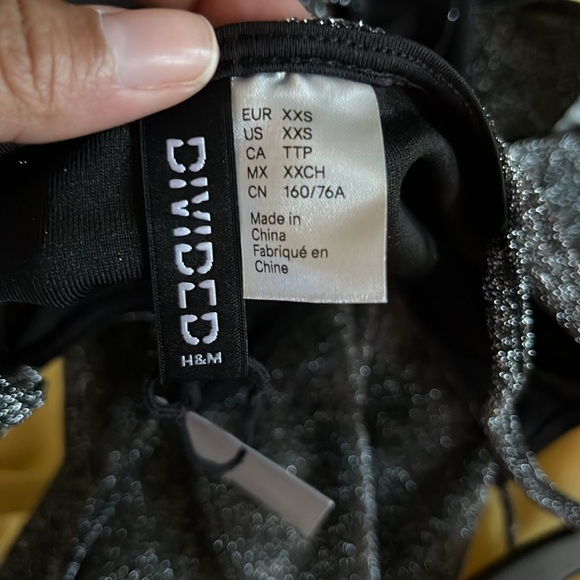 DIVIDED
H&M
EUR XXS
US XXS
CA TTP
MX XXCH
CN 160/76A
Made in
China
Fabriqué en
Chine